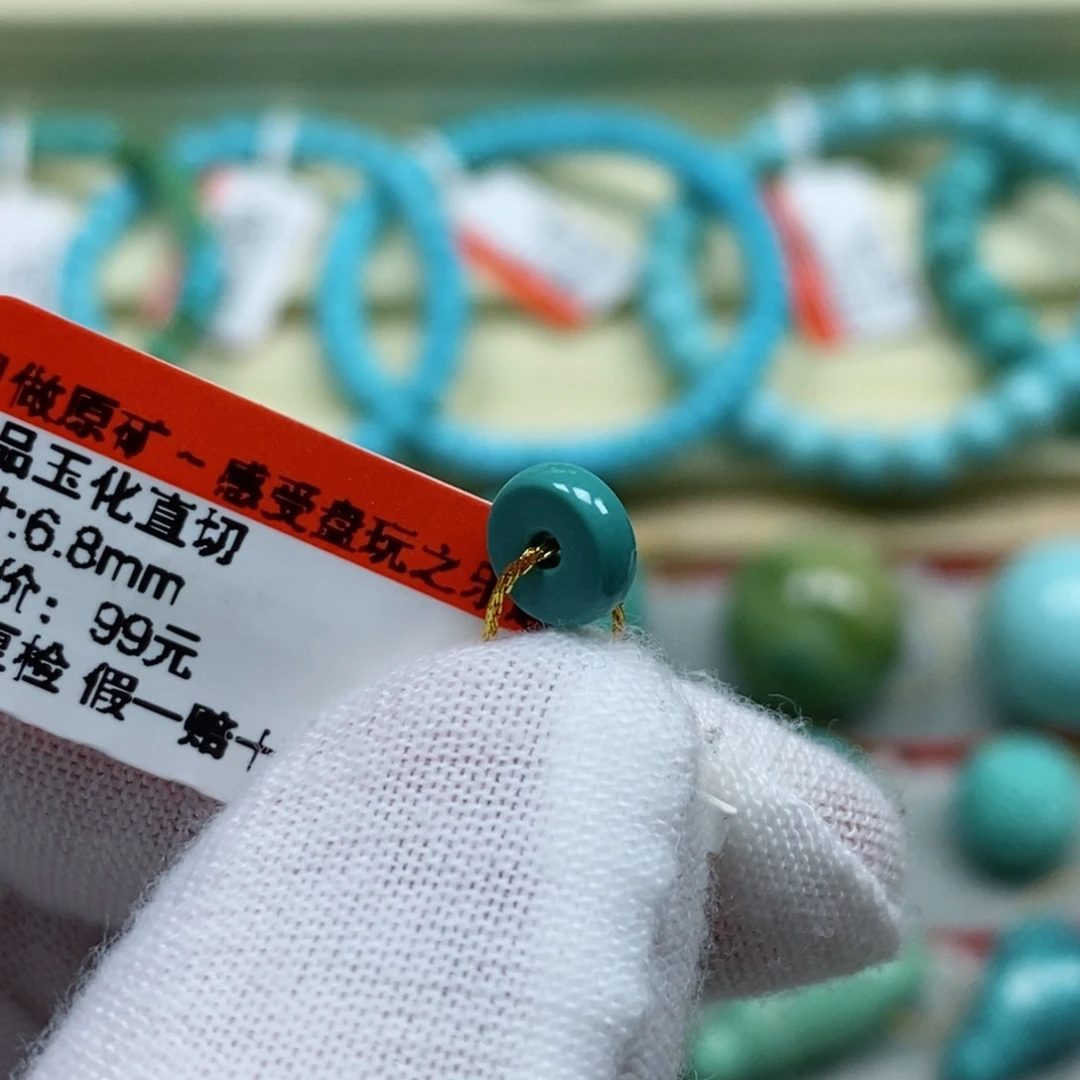 做原矿~感受盘玩之乐
品玉化直切
:6.8mm
价：99元
复检 假一赔十